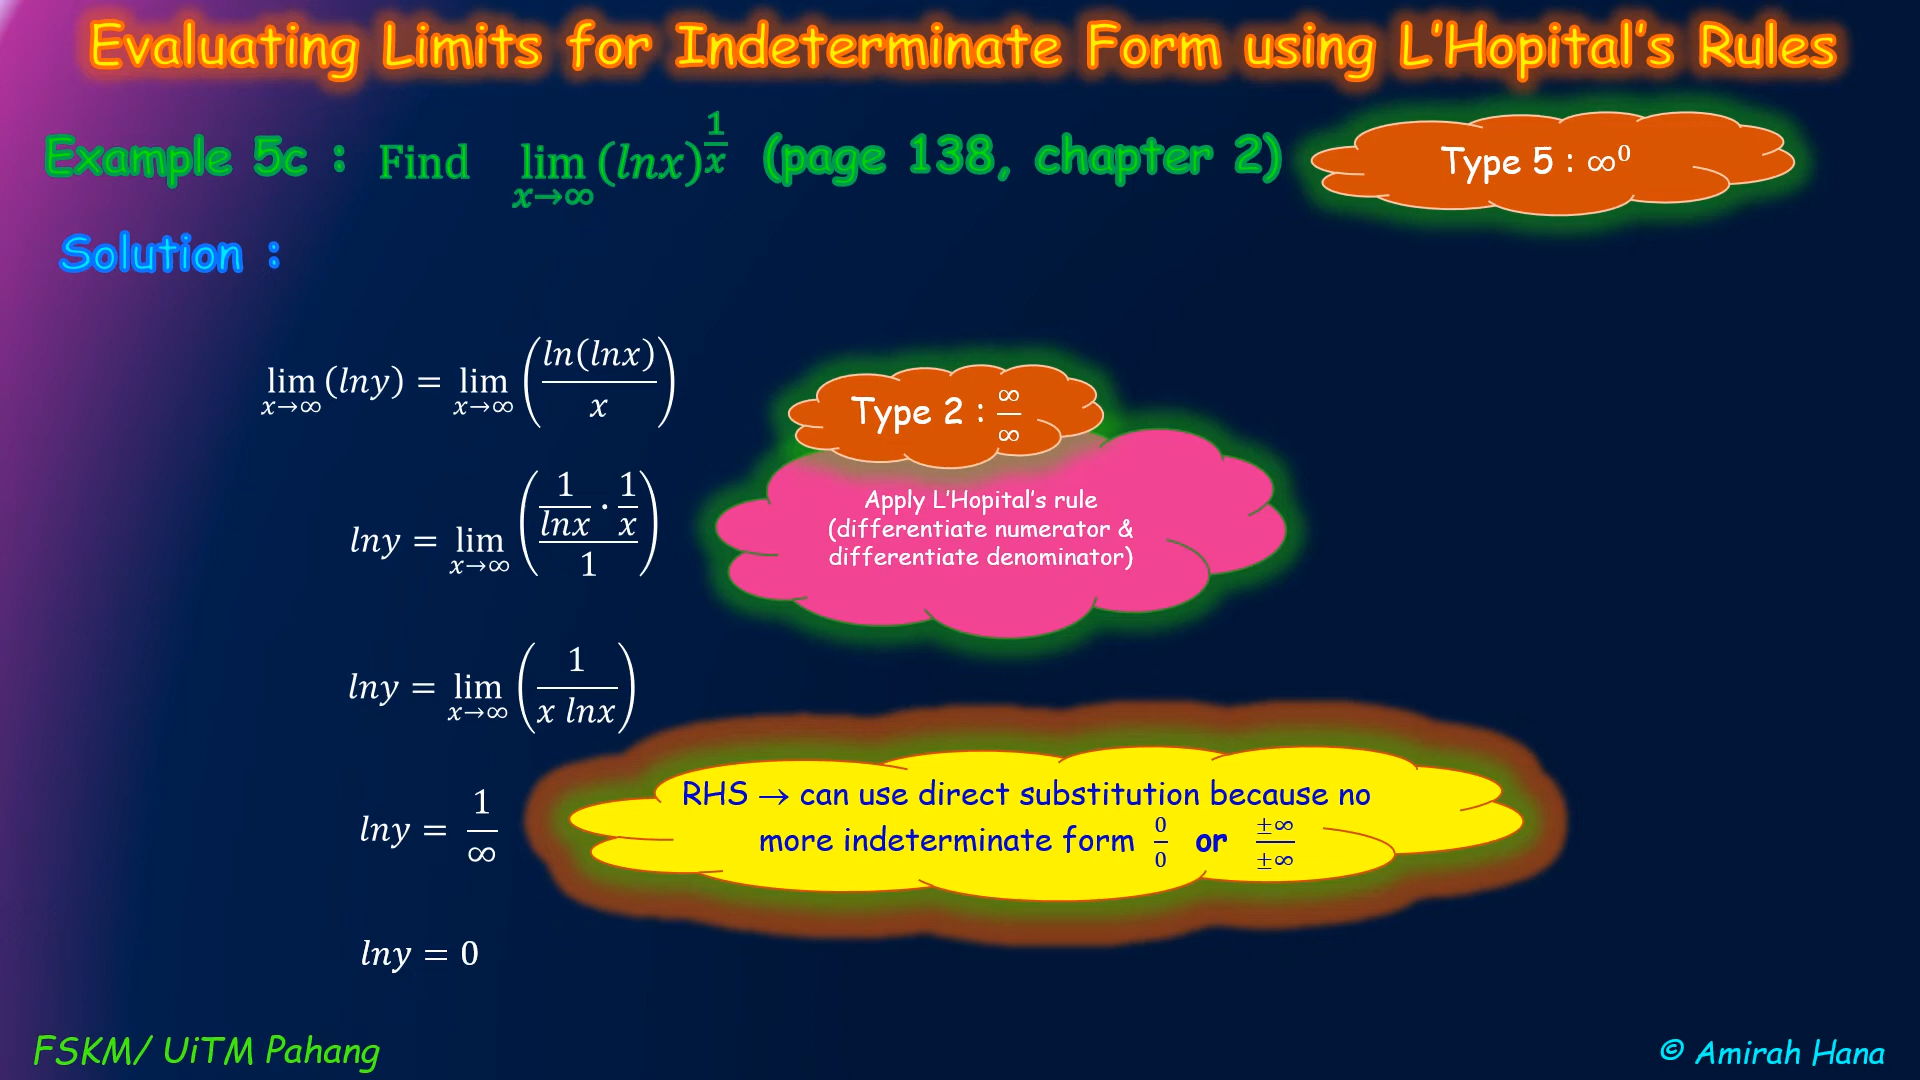 Evaluating Limits for Indeterminate Form using L'Hopital's Rules
Example 5c : Find lim_{x→∞} (lnx)^{1/x} (page 138, chapter 2)
Type 5 : ∞⁰
Solution :
lim_{x→∞} (lny) = lim_{x→∞} (ln(lnx)/x)
Type 2 : ∞/∞
Apply L'Hopital's rule
(differentiate numerator &
differentiate denominator)
lny = lim_{x→∞} ((1/lnx · 1/x)/1)
lny = lim_{x→∞} (1/(x lnx))
RHS → can use direct substitution because no
more indeterminate form 0/0 or ±∞/±∞
lny = 1/∞
lny = 0
FSKM/ UiTM Pahang
© Amirah Hana